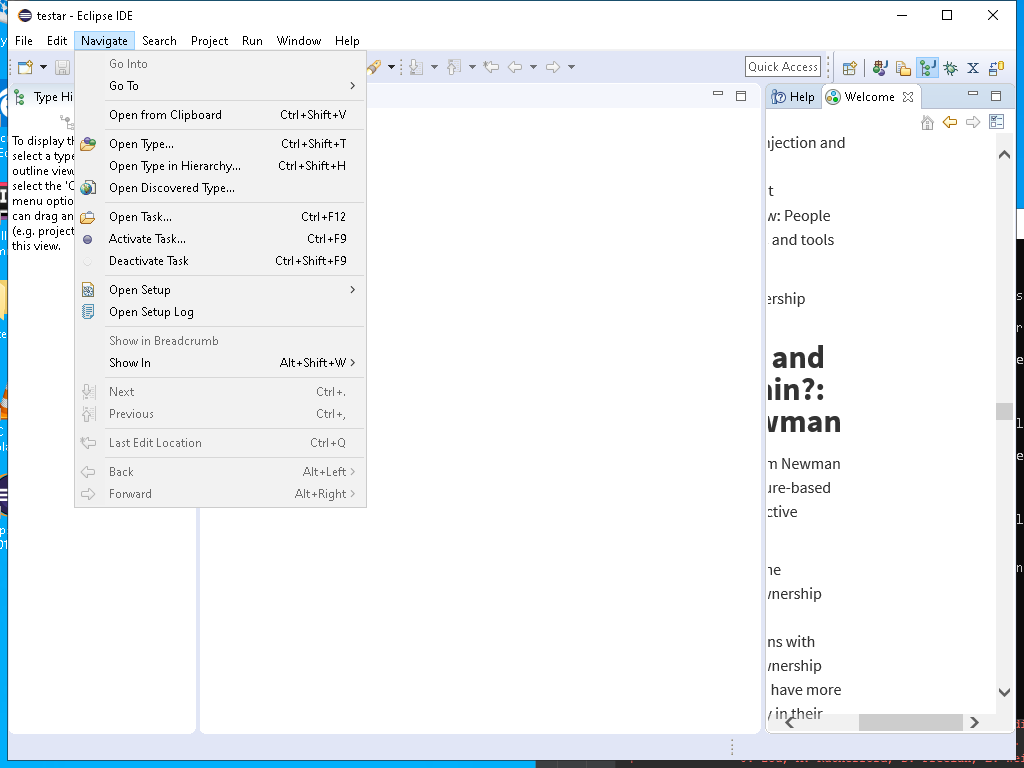 testar - Eclipse IDE
File Edit Navigate Search Project Run Window Help
Quick Access
Type Hi
Help Welcome
To display th
select a type
outline view
select the 'O
menu optio
can drag an
(e.g. project
this view.
Go Into
Go To
Open from Clipboard Ctrl+Shift+V
Open Type... Ctrl+Shift+T
Open Type in Hierarchy... Ctrl+Shift+H
Open Discovered Type...
Open Task... Ctrl+F12
Activate Task... Ctrl+F9
Deactivate Task Ctrl+Shift+F9
Open Setup
Open Setup Log
Show in Breadcrumb
Show In Alt+Shift+W
Next Ctrl+.
Previous Ctrl+,
Last Edit Location Ctrl+Q
Back Alt+Left
Forward Alt+Right
njection and
t
w: People
and tools
ership
and
ain?:
wman
m Newman
ure-based
ctive
ne
wnership
ns with
wnership
have more
y in their